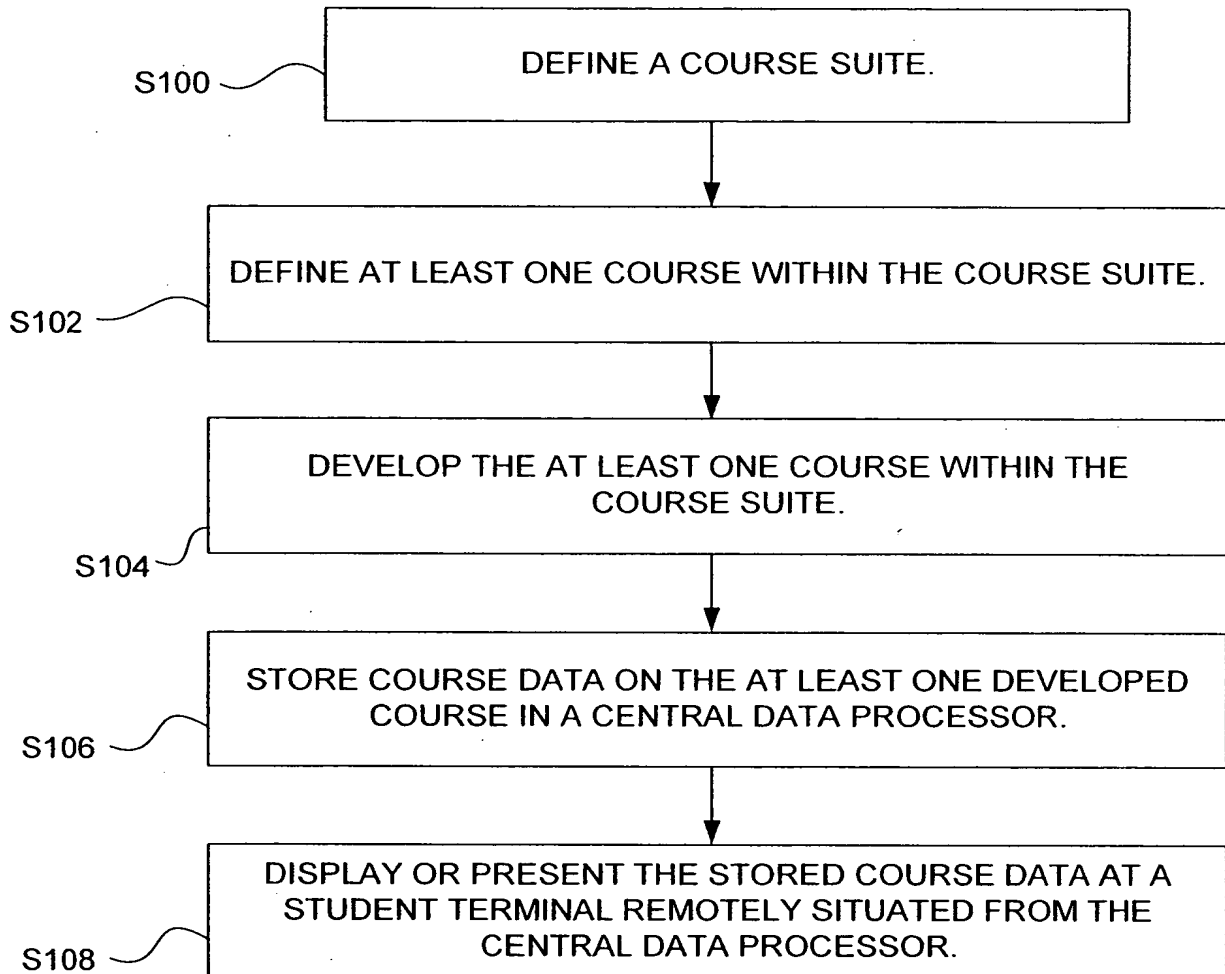 DEFINE A COURSE SUITE.
S100
DEFINE AT LEAST ONE COURSE WITHIN THE COURSE SUITE.
S102
DEVELOP THE AT LEAST ONE COURSE WITHIN THE
COURSE SUITE.
S104
STORE COURSE DATA ON THE AT LEAST ONE DEVELOPED
COURSE IN A CENTRAL DATA PROCESSOR.
S106
DISPLAY OR PRESENT THE STORED COURSE DATA AT A
STUDENT TERMINAL REMOTELY SITUATED FROM THE
CENTRAL DATA PROCESSOR.
S108